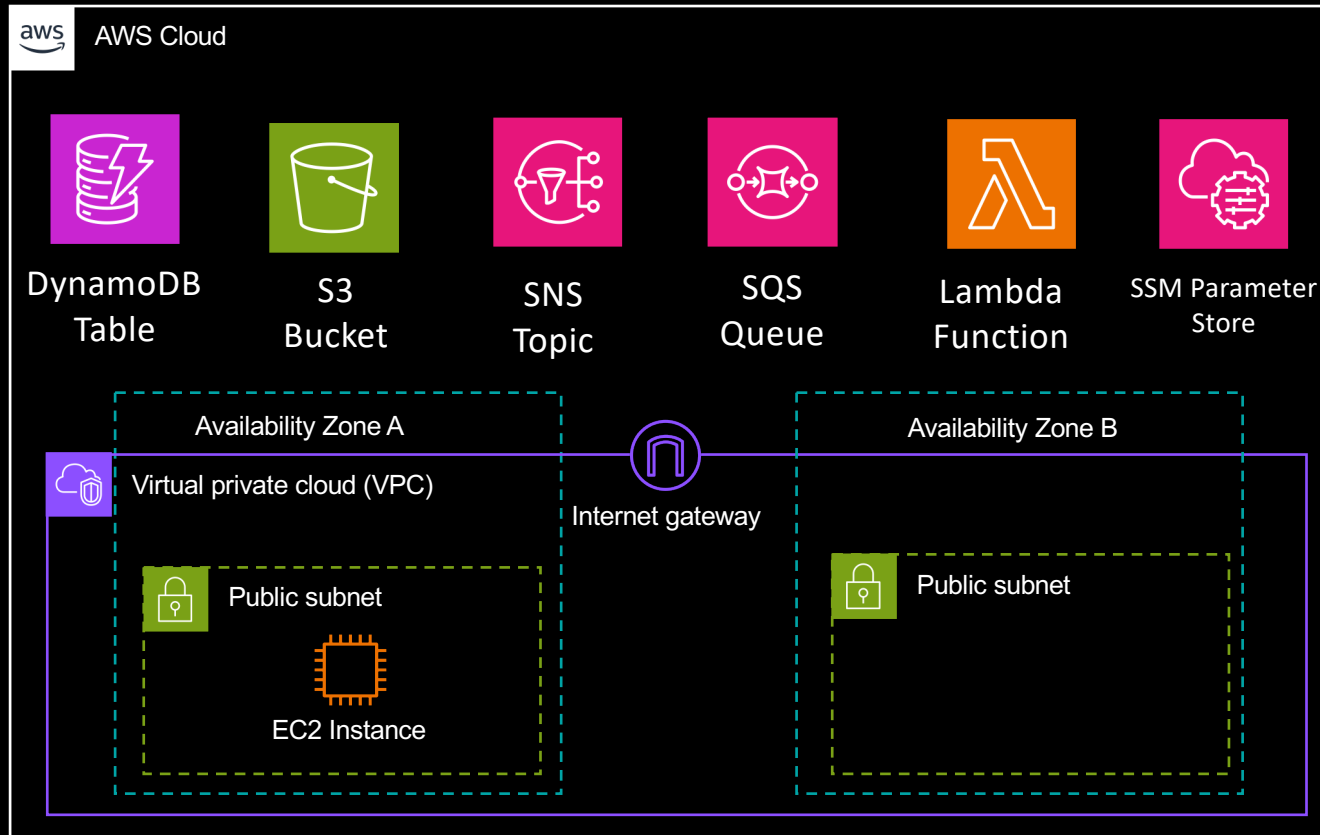 aws
AWS Cloud
DynamoDB
Table
S3
Bucket
SNS
Topic
SQS
Queue
Lambda
Function
SSM Parameter
Store
Availability Zone A
Availability Zone B
Virtual private cloud (VPC)
Internet gateway
Public subnet
EC2 Instance
Public subnet